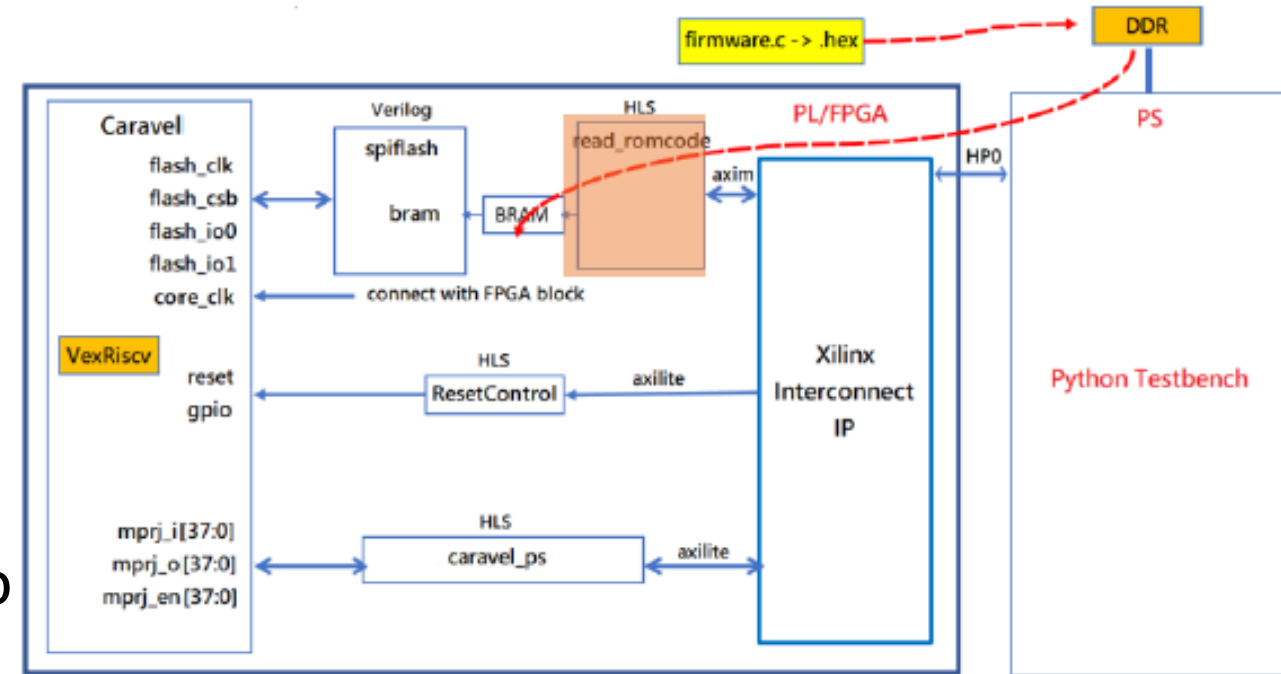 firmware.c -> .hex
DDR
Caravel
flash_clk
flash_csb
flash_io0
flash_io1
core_clk
VexRiscv
reset
gpio
mprj_i[37:0]
mprj_o[37:0]
mprj_en[37:0]
Verilog
spiflash
bram
BRAM
HLS
read_romcode
axim
connect with FPGA block
HLS
ResetControl
axilite
HLS
caravel_ps
axilite
PL/FPGA
Xilinx
Interconnect
IP
HP0
PS
Python Testbench